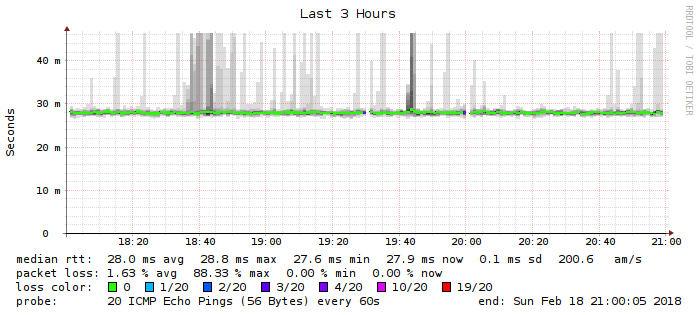 Last 3 Hours
RRDTOOL / TOBI OETIKER
Seconds
40 m
30 m
20 m
10 m
0
18:20 18:40 19:00 19:20 19:40 20:00 20:20 20:40 21:00
median rtt: 28.0 ms avg 28.8 ms max 27.6 ms min 27.9 ms now 0.1 ms sd 200.6 am/s
packet loss: 1.63 % avg 88.33 % max 0.00 % min 0.00 % now
loss color: 0 1/20 2/20 3/20 4/20 10/20 19/20
probe: 20 ICMP Echo Pings (56 Bytes) every 60s end: Sun Feb 18 21:00:05 2018